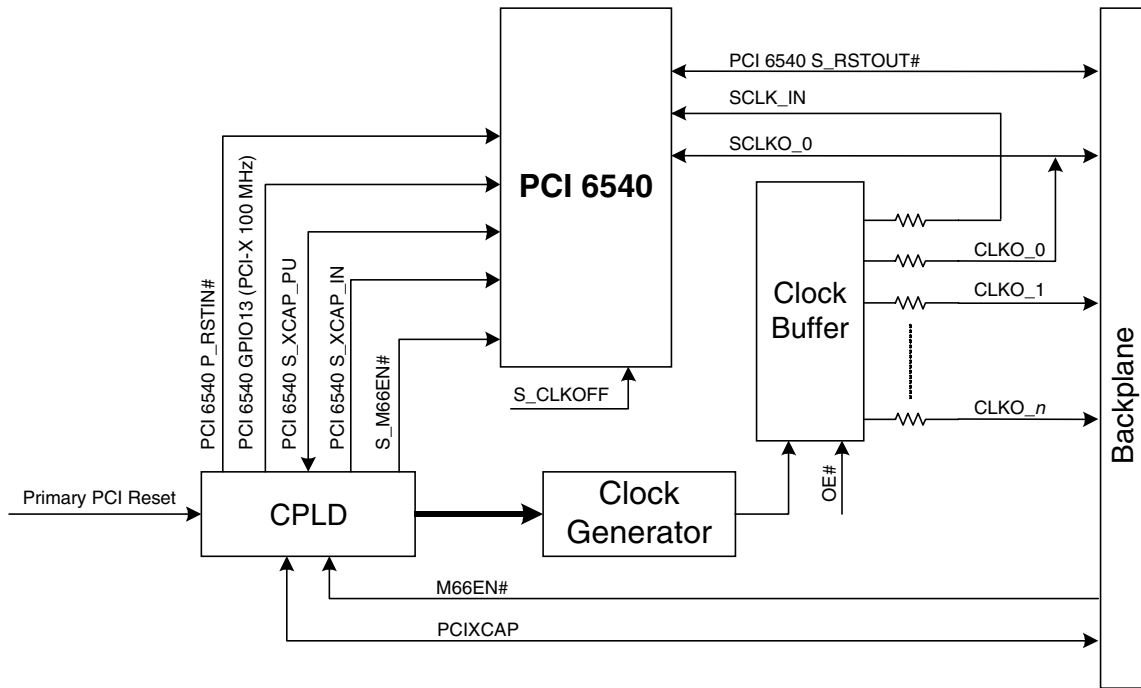 PCI 6540 S_RSTOUT#
SCLK_IN
SCLKO_0
PCI 6540
PCI 6540 P_RSTIN#
PCI 6540 GPIO13 (PCI-X 100 MHz)
PCI 6540 S_XCAP_PU
PCI 6540 S_XCAP_IN
S_M66EN#
S_CLKOFF
Clock
Buffer
CLKO_0
CLKO_1
CLKO_n
Backplane
OE#
Primary PCI Reset
CPLD
Clock
Generator
M66EN#
PCIXCAP